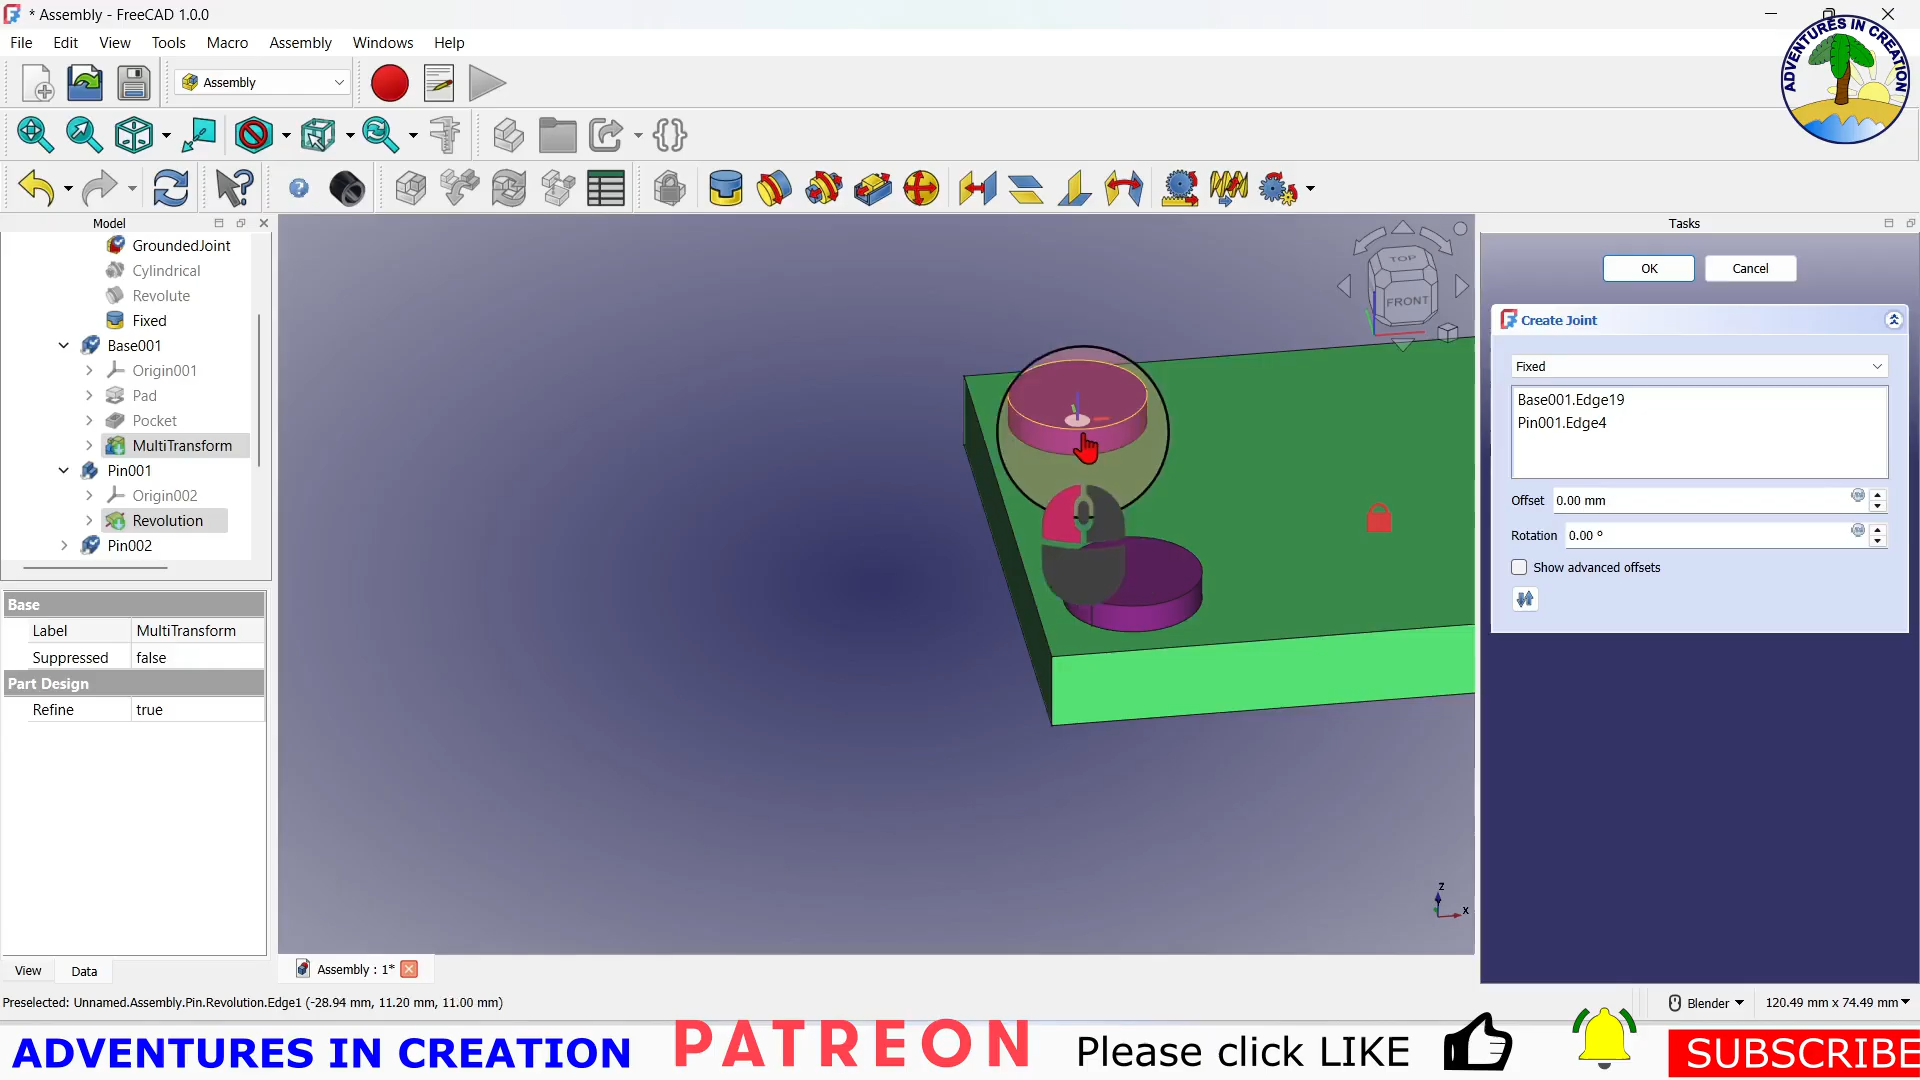 * Assembly - FreeCAD 1.0.0
File Edit View Tools Macro Assembly Windows Help
ADVENTURES IN CREATION
Assembly
Model
Tasks
GroundedJoint
Cylindrical
Revolute
Fixed
Base001
Origin001
Pad
Pocket
MultiTransform
Pin001
Origin002
Revolution
Pin002
Base
Label MultiTransform
Suppressed false
Part Design
Refine true
View Data
TOP
FRONT
Z
X
Assembly : 1*
OK Cancel
Create Joint
Fixed
Base001.Edge19
Pin001.Edge4
Offset 0.00 mm
Rotation 0.00 °
Show advanced offsets
Preselected: Unnamed.Assembly.Pin.Revolution.Edge1 (-28.94 mm, 11.20 mm, 11.00 mm)
Blender 120.49 mm x 74.49 mm
ADVENTURES IN CREATION PATREON Please click LIKE SUBSCRIBE